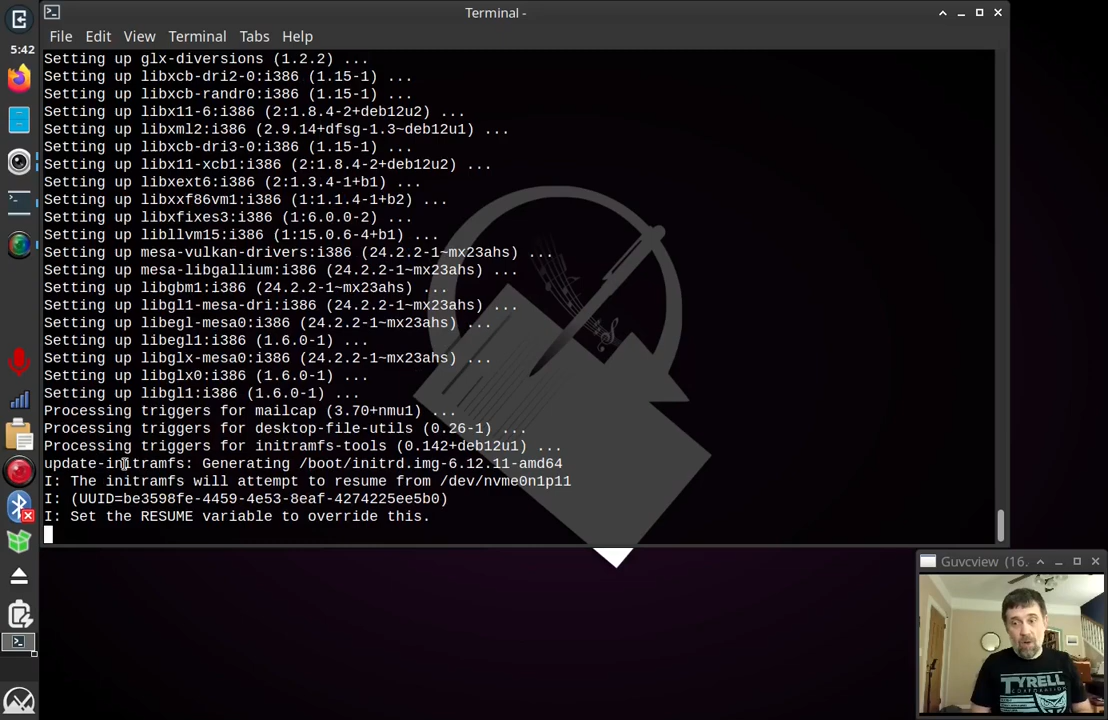 Terminal -
File Edit View Terminal Tabs Help
5:42
Setting up glx-diversions (1.2.2) ...
Setting up libxcb-dri2-0:i386 (1.15-1) ...
Setting up libxcb-randr0:i386 (1.15-1) ...
Setting up libx11-6:i386 (2:1.8.4-2+deb12u2) ...
Setting up libxml2:i386 (2.9.14+dfsg-1.3~deb12u1) ...
Setting up libxcb-dri3-0:i386 (1.15-1) ...
Setting up libx11-xcb1:i386 (2:1.8.4-2+deb12u2) ...
Setting up libxext6:i386 (2:1.3.4-1+b1) ...
Setting up libxxf86vm1:i386 (1:1.1.4-1+b2) ...
Setting up libxfixes3:i386 (1:6.0.0-2) ...
Setting up libllvm15:i386 (1:15.0.6-4+b1) ...
Setting up mesa-vulkan-drivers:i386 (24.2.2-1~mx23ahs) ...
Setting up mesa-libgallium:i386 (24.2.2-1~mx23ahs) ...
Setting up libgbm1:i386 (24.2.2-1~mx23ahs) ...
Setting up libgl1-mesa-dri:i386 (24.2.2-1~mx23ahs) ...
Setting up libegl-mesa0:i386 (24.2.2-1~mx23ahs) ...
Setting up libegl1:i386 (1.6.0-1) ...
Setting up libglx-mesa0:i386 (24.2.2-1~mx23ahs) ...
Setting up libglx0:i386 (1.6.0-1) ...
Setting up libgl1:i386 (1.6.0-1) ...
Processing triggers for mailcap (3.70+nmu1) ...
Processing triggers for desktop-file-utils (0.26-1) ...
Processing triggers for initramfs-tools (0.142+deb12u1) ...
update-initramfs: Generating /boot/initrd.img-6.12.11-amd64
I: The initramfs will attempt to resume from /dev/nvme0n1p11
I: (UUID=be3598fe-4459-4e53-8eaf-4274225ee5b0)
I: Set the RESUME variable to override this.
Guvcview (16.
TYRELL
CORPORATION